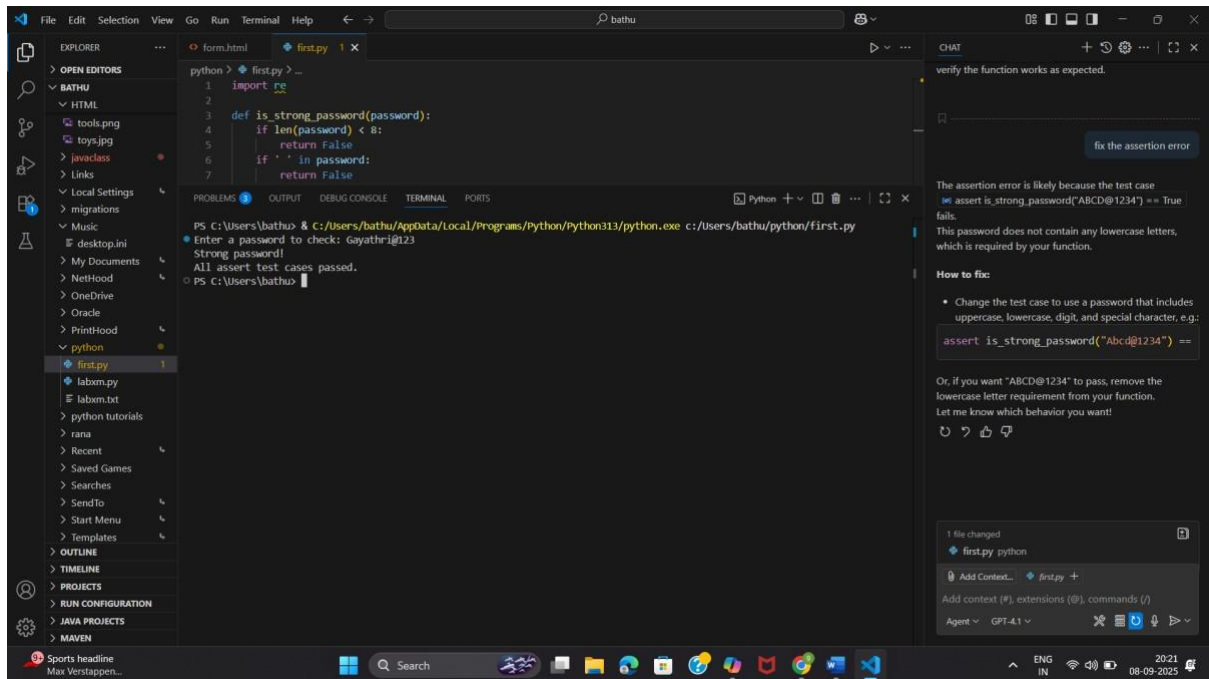 File Edit Selection View Go Run Terminal Help
bathu
EXPLORER
OPEN EDITORS
BATHU
HTML
tools.png
toys.jpg
javaclass
Links
Local Settings
migrations
Music
desktop.ini
My Documents
NetHood
OneDrive
Oracle
PrintHood
python
first.py 1
labxm.py
labxm.txt
python tutorials
rana
Recent
Saved Games
Searches
SendTo
Start Menu
Templates
OUTLINE
TIMELINE
PROJECTS
RUN CONFIGURATION
JAVA PROJECTS
MAVEN
form.html first.py 1
python > first.py > ...
1 import re
2
3 def is_strong_password(password):
4 if len(password) < 8:
5 return False
6 if ' ' in password:
7 return False
PROBLEMS 3 OUTPUT DEBUG CONSOLE TERMINAL PORTS
Python
PS C:\Users\bathu> & C:/Users/bathu/AppData/Local/Programs/Python/Python313/python.exe c:/Users/bathu/python/first.py
Enter a password to check: Gayathri@123
Strong password!
All assert test cases passed.
PS C:\Users\bathu>
CHAT
verify the function works as expected.
fix the assertion error
The assertion error is likely because the test case
assert is_strong_password("ABCD@1234") == True
fails.
This password does not contain any lowercase letters,
which is required by your function.
How to fix:
• Change the test case to use a password that includes
uppercase, lowercase, digit, and special character, e.g.:
assert is_strong_password("Abcd@1234") ==
Or, if you want "ABCD@1234" to pass, remove the
lowercase letter requirement from your function.
Let me know which behavior you want!
1 file changed
first.py python
Add Context... first.py +
Add context (#), extensions (@), commands (/)
Agent GPT-4.1
9+
Sports headline
Max Verstappen...
Search
ENG
IN
20:21
08-09-2025